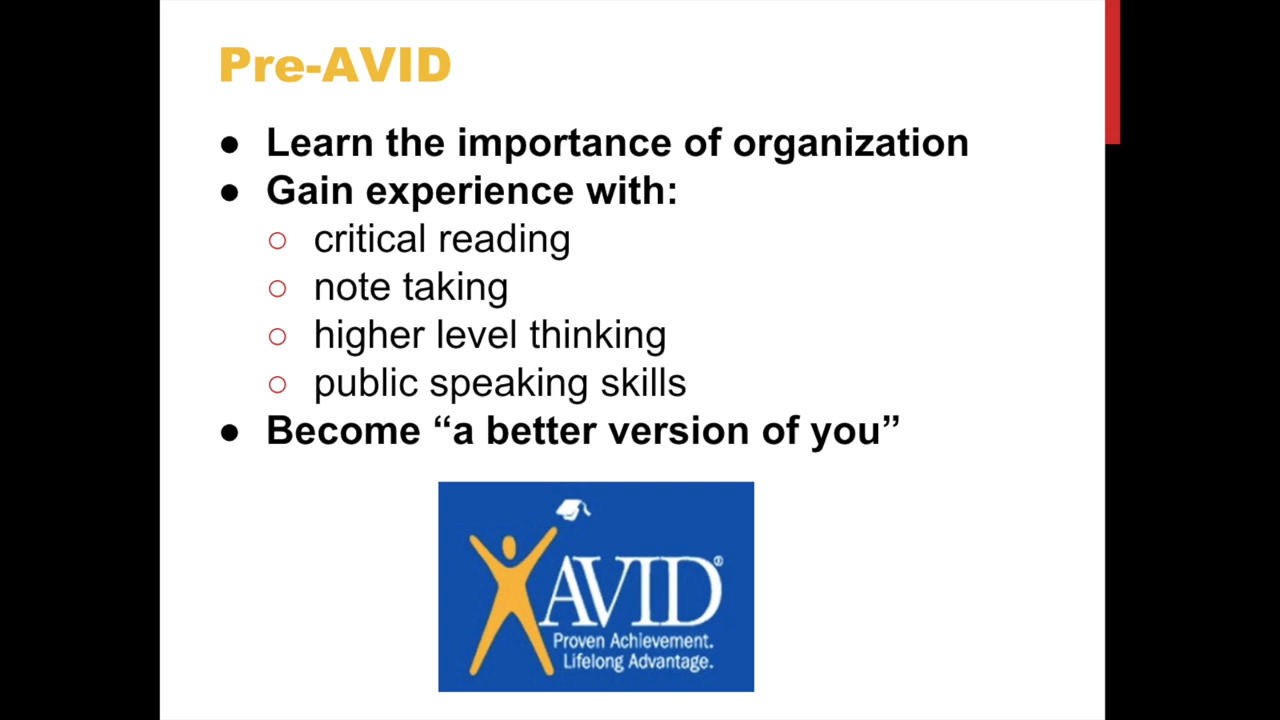 Pre-AVID
● Learn the importance of organization
● Gain experience with:
○ critical reading
○ note taking
○ higher level thinking
○ public speaking skills
● Become “a better version of you”
AVID®
Proven Achievement.
Lifelong Advantage.